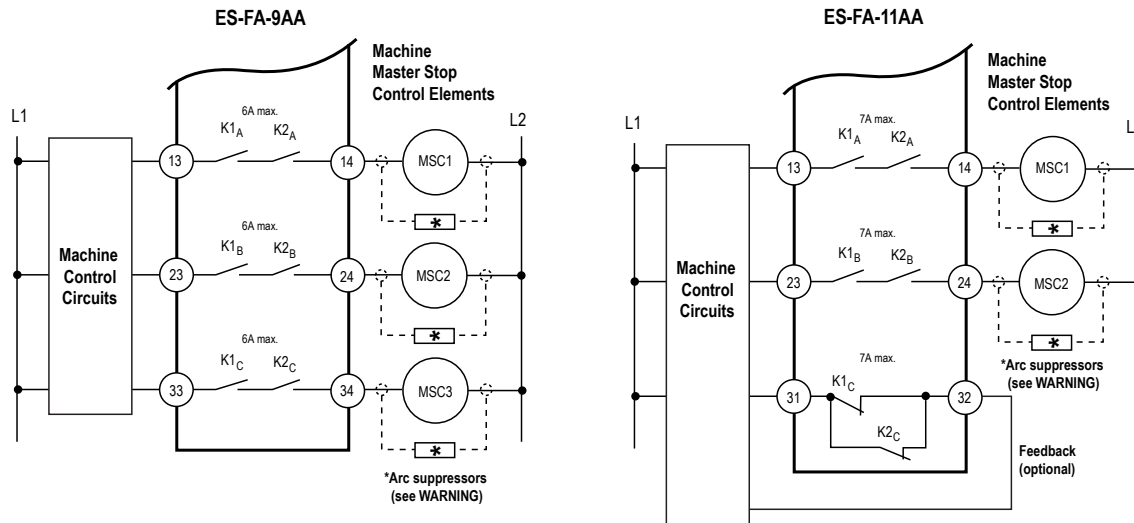 ES-FA-9AA
Machine
Master Stop
Control Elements
L1
L2
6A max.
K1A K2A
13
14
MSC1
*
6A max.
K1B K2B
Machine
Control
Circuits
23
24
MSC2
*
6A max.
K1C K2C
33
34
MSC3
*
*Arc suppressors
(see WARNING)
ES-FA-11AA
Machine
Master Stop
Control Elements
L1
L
7A max.
K1A K2A
13
14
MSC1
*
7A max.
K1B K2B
Machine
Control
Circuits
23
24
MSC2
*
*Arc suppressors
(see WARNING)
7A max.
K1C
31
32
K2C
Feedback
(optional)